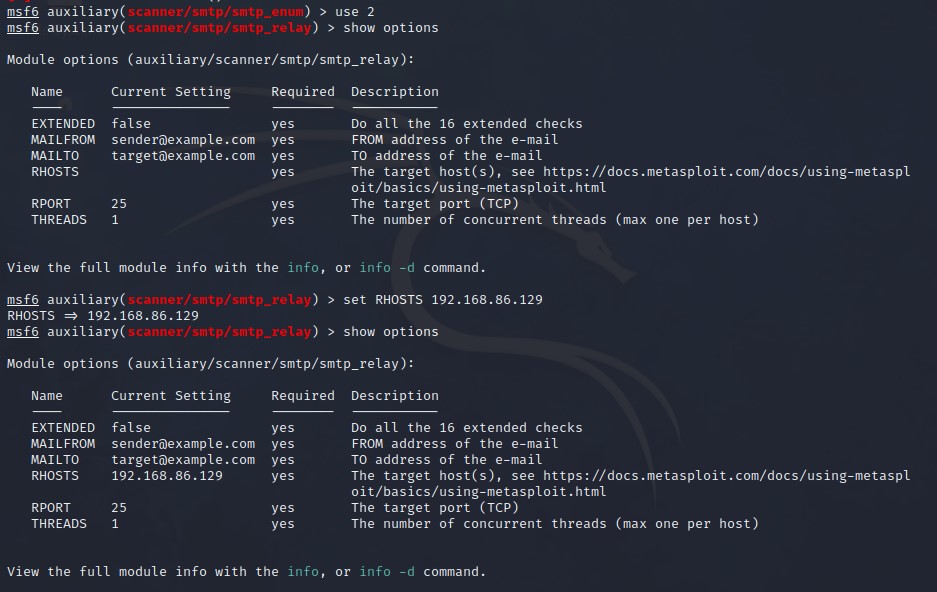 msf6 auxiliary(scanner/smtp/smtp_enum) > use 2
msf6 auxiliary(scanner/smtp/smtp_relay) > show options
Module options (auxiliary/scanner/smtp/smtp_relay):
Name Current Setting Required Description
EXTENDED false yes Do all the 16 extended checks
MAILFROM sender@example.com yes FROM address of the e-mail
MAILTO target@example.com yes TO address of the e-mail
RHOSTS yes The target host(s), see https://docs.metasploit.com/docs/using-metaspl
oit/basics/using-metasploit.html
RPORT 25 yes The target port (TCP)
THREADS 1 yes The number of concurrent threads (max one per host)
View the full module info with the info, or info -d command.
msf6 auxiliary(scanner/smtp/smtp_relay) > set RHOSTS 192.168.86.129
RHOSTS => 192.168.86.129
msf6 auxiliary(scanner/smtp/smtp_relay) > show options
Module options (auxiliary/scanner/smtp/smtp_relay):
Name Current Setting Required Description
EXTENDED false yes Do all the 16 extended checks
MAILFROM sender@example.com yes FROM address of the e-mail
MAILTO target@example.com yes TO address of the e-mail
RHOSTS 192.168.86.129 yes The target host(s), see https://docs.metasploit.com/docs/using-metaspl
oit/basics/using-metasploit.html
RPORT 25 yes The target port (TCP)
THREADS 1 yes The number of concurrent threads (max one per host)
View the full module info with the info, or info -d command.